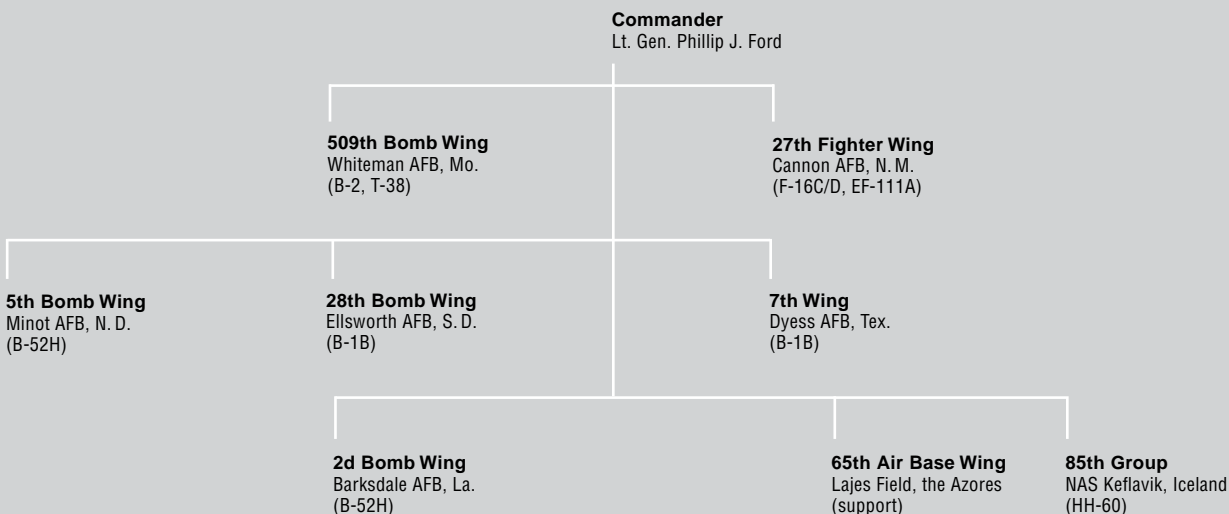 Commander
Lt. Gen. Phillip J. Ford
509th Bomb Wing
Whiteman AFB, Mo.
(B-2, T-38)
27th Fighter Wing
Cannon AFB, N. M.
(F-16C/D, EF-111A)
5th Bomb Wing
Minot AFB, N. D.
(B-52H)
28th Bomb Wing
Ellsworth AFB, S. D.
(B-1B)
7th Wing
Dyess AFB, Tex.
(B-1B)
2d Bomb Wing
Barksdale AFB, La.
(B-52H)
65th Air Base Wing
Lajes Field, the Azores
(support)
85th Group
NAS Keflavik, Iceland
(HH-60)